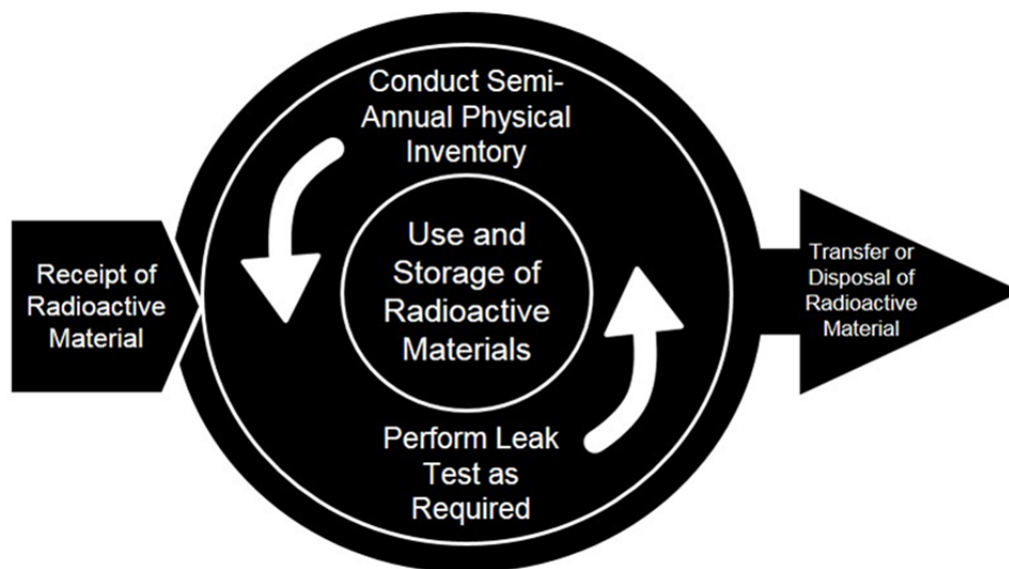 Receipt of
Radioactive
Material
Conduct Semi-
Annual Physical
Inventory
Use and
Storage of
Radioactive
Materials
Perform Leak
Test as
Required
Transfer or
Disposal of
Radioactive
Material